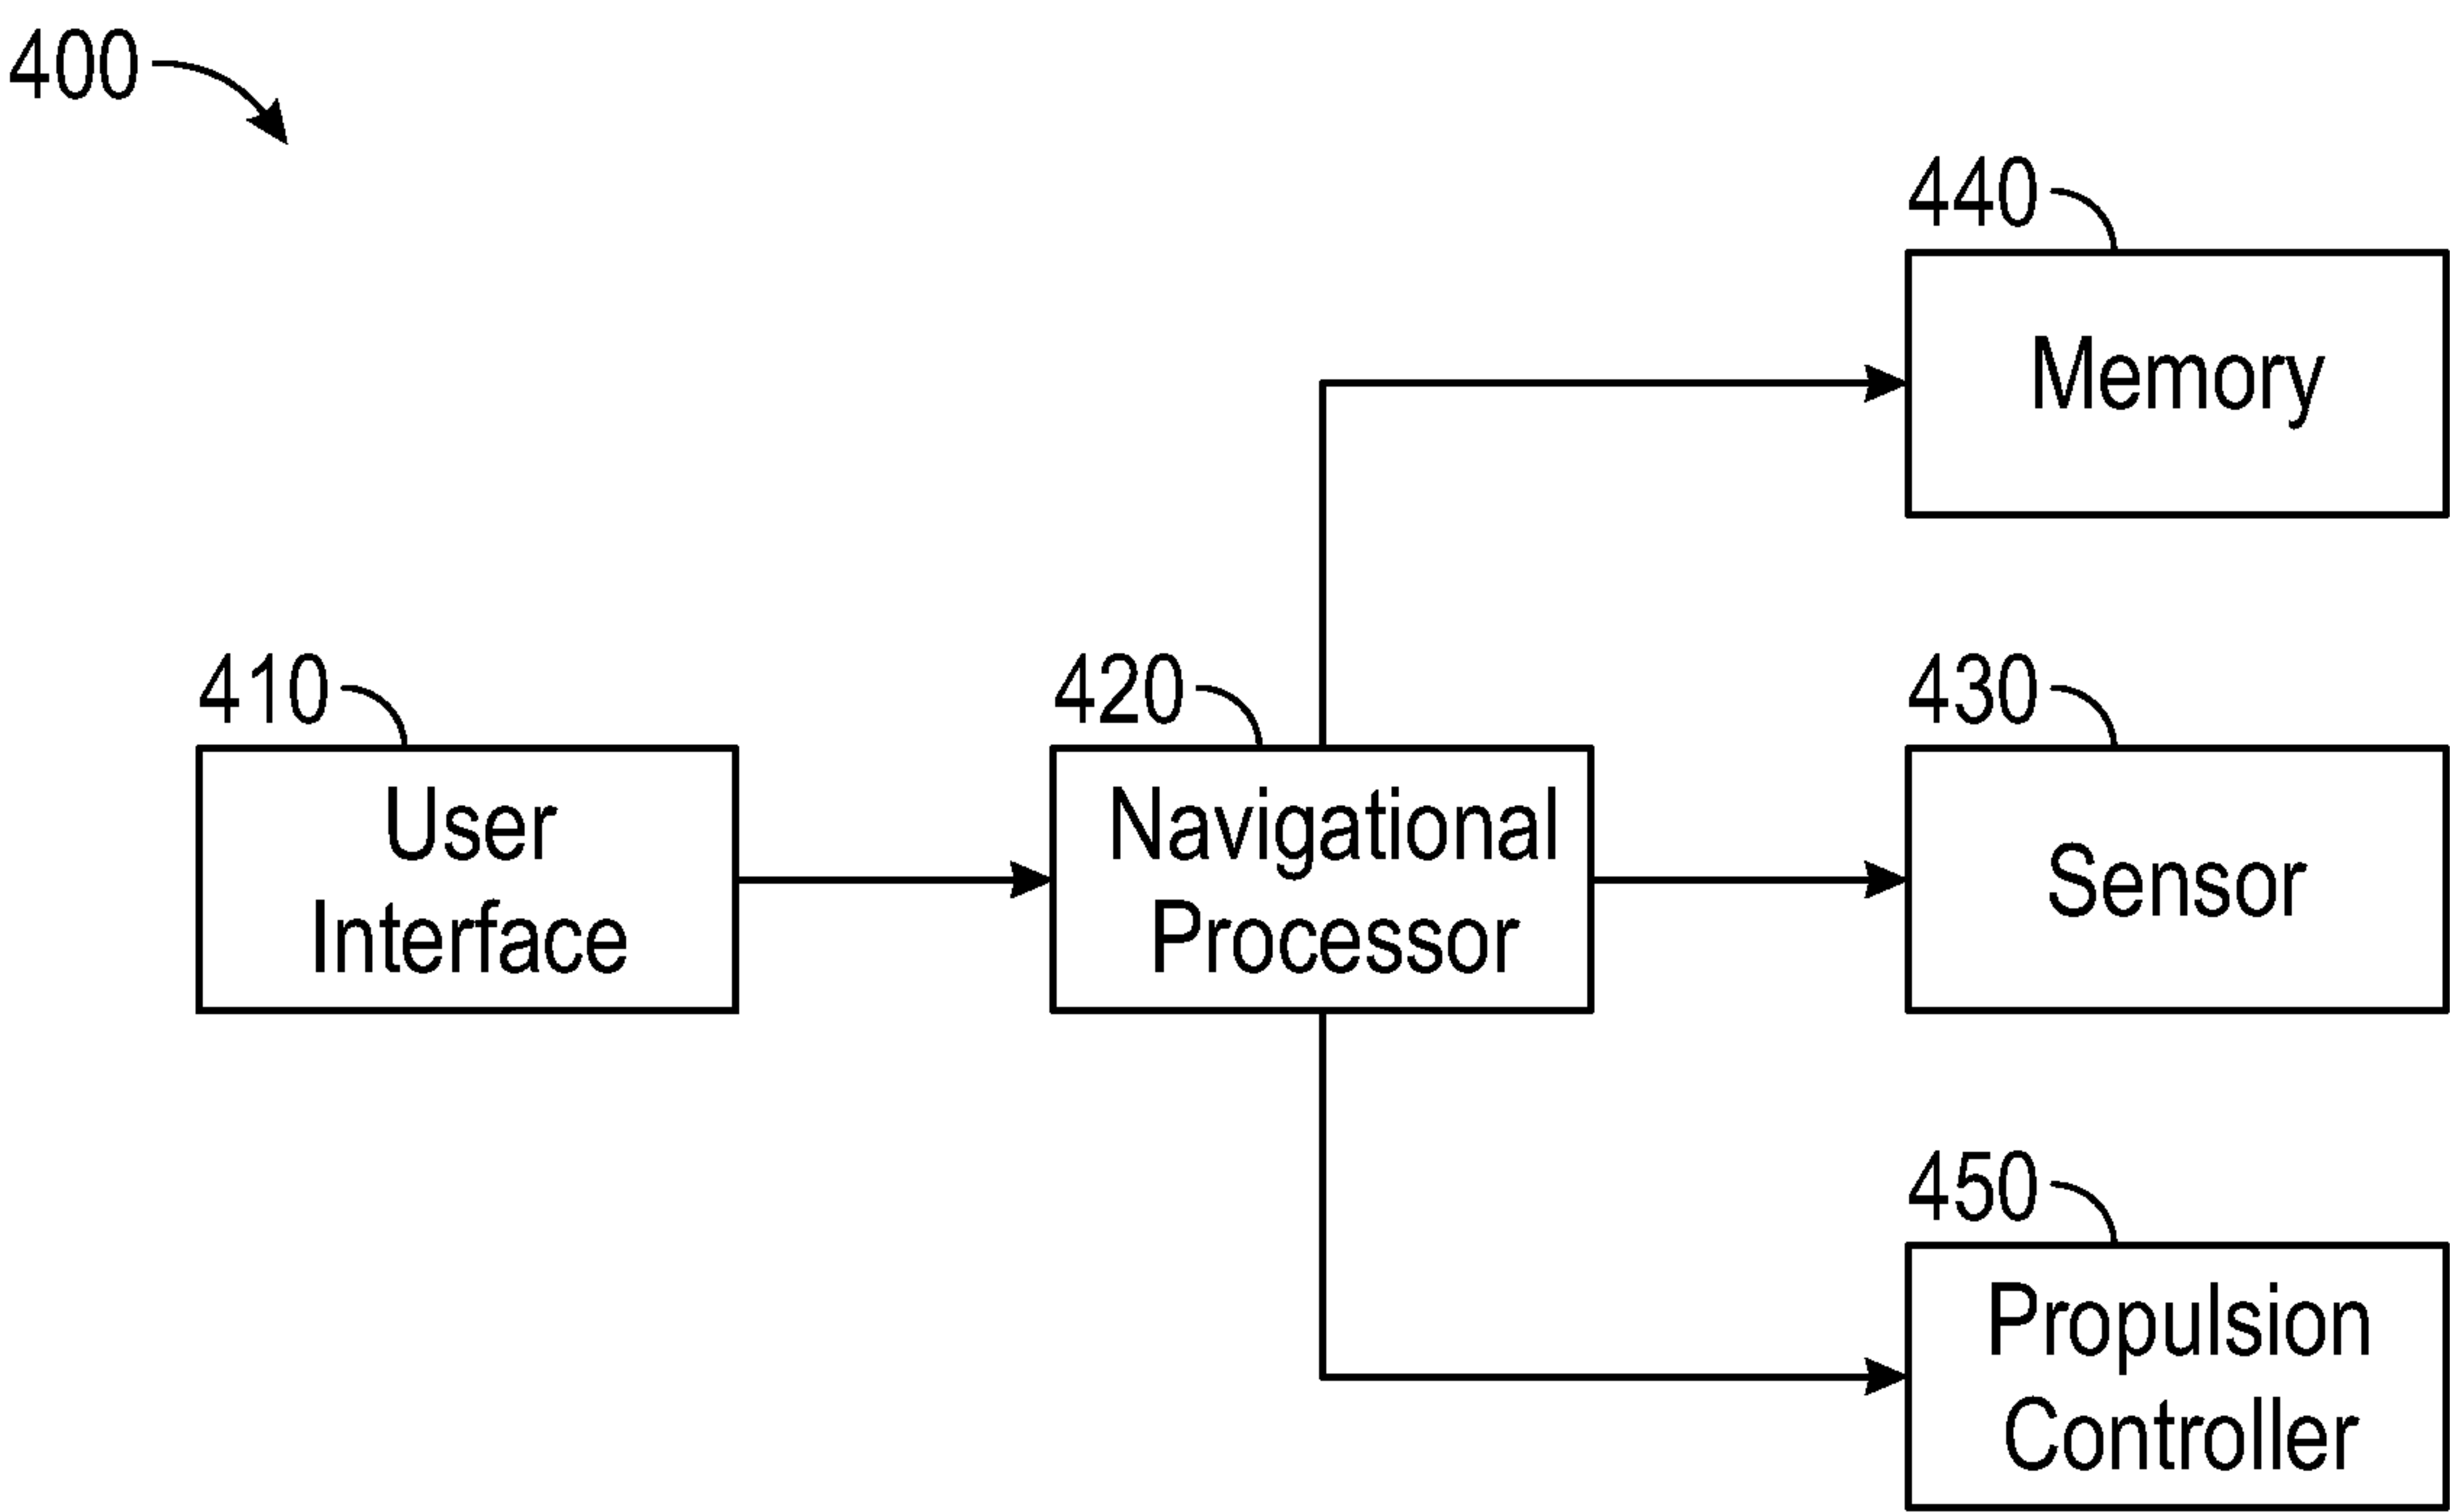 400
440
Memory
410
User
Interface
420
Navigational
Processor
430
Sensor
450
Propulsion
Controller